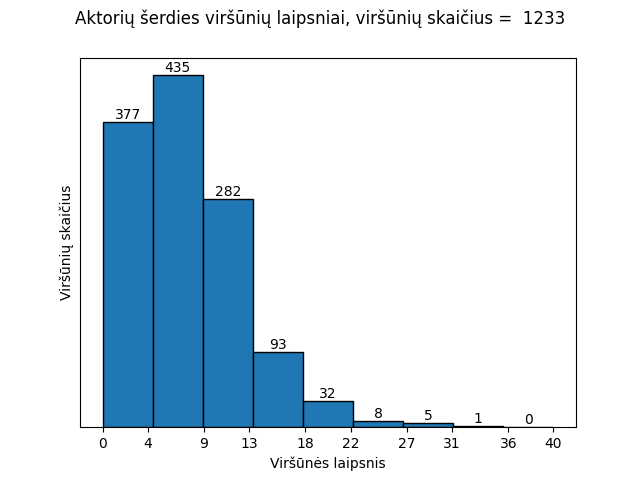 Aktorių šerdies viršūnių laipsniai, viršūnių skaičius =  1233
435
377
282
93
32
8
5
1
0
Viršūnių skaičius
0 4 9 13 18 22 27 31 36 40
Viršūnės laipsnis